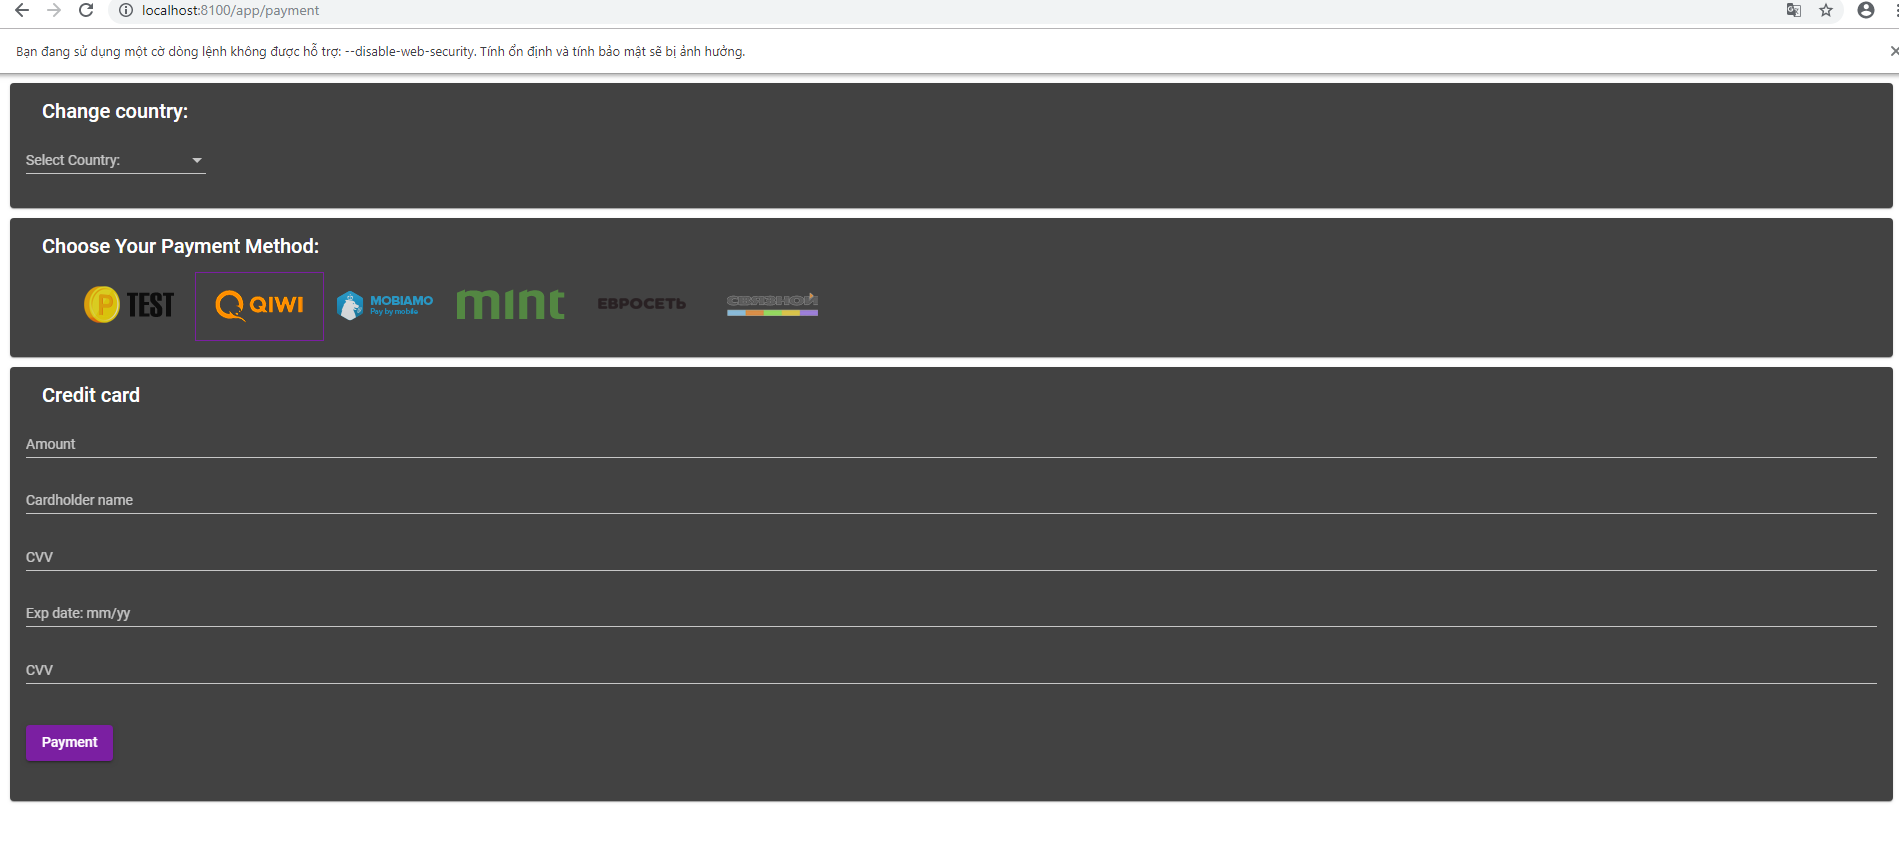 localhost:8100/app/payment
Bạn đang sử dụng một cờ dòng lệnh không được hỗ trợ: --disable-web-security. Tính ổn định và tính bảo mật sẽ bị ảnh hưởng.
Change country:
Select Country:
Choose Your Payment Method:
P TEST
QIWI
MOBIAMO
Pay by mobile
mint
ЕВРОСЕТЬ
СВЯЗНОЙ
Credit card
Amount
Cardholder name
CVV
Exp date: mm/yy
CVV
Payment